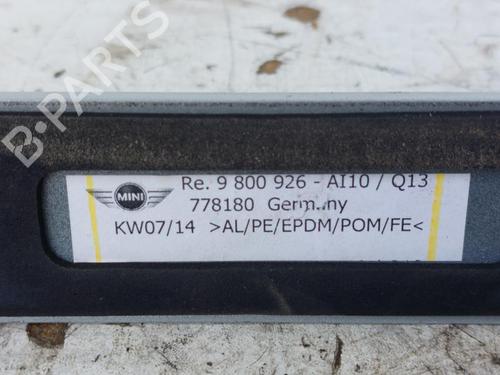 B-PARTS
MINI
Re. 9 800 926 - AI10 / Q13
778180 Germany
KW07/14 >AL/PE/EPDM/POM/FE<